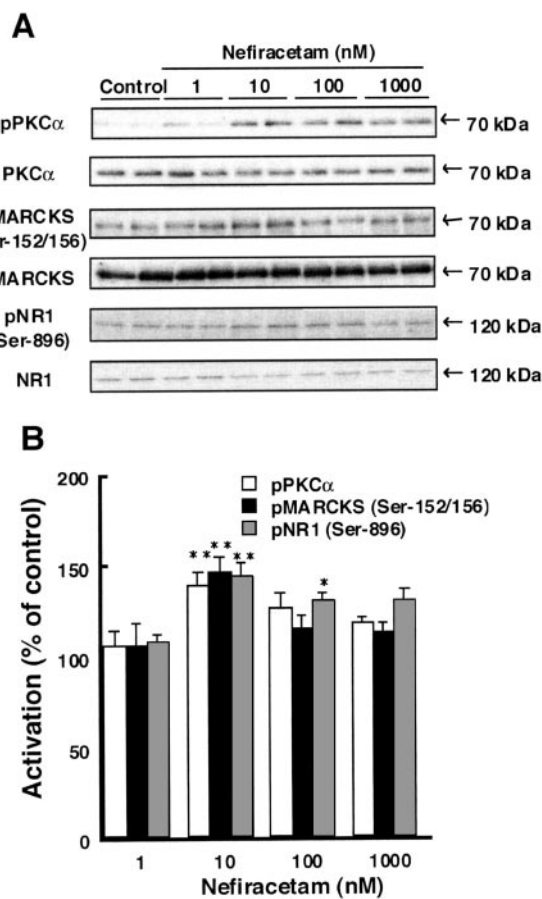 A
Nefiracetam (nM)
Control 1 10 100 1000
pPKCα ← 70 kDa
PKCα ← 70 kDa
MARCKS ← 70 kDa
r-152/156)
MARCKS ← 70 kDa
pNR1 ← 120 kDa
Ser-896)
NR1 ← 120 kDa
B
200
150
100
50
0
Activation (% of control)
pPKCα
pMARCKS (Ser-152/156)
pNR1 (Ser-896)
** ** **
*
1 10 100 1000
Nefiracetam (nM)